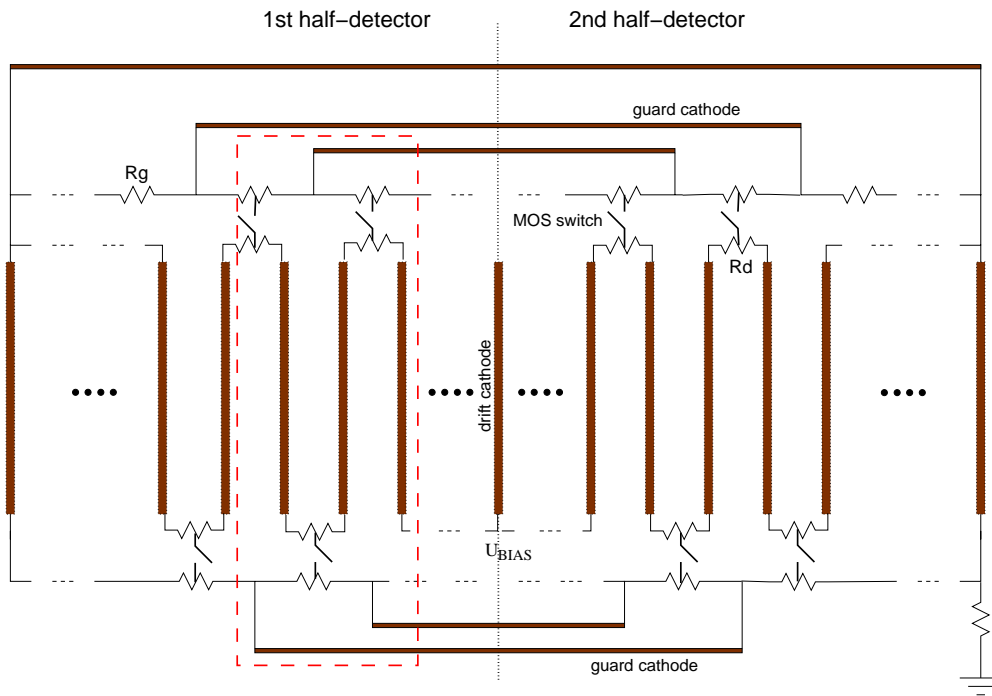 1st half−detector
2nd half−detector
guard cathode
Rg
MOS switch
Rd
drift cathode
U_BIAS
guard cathode